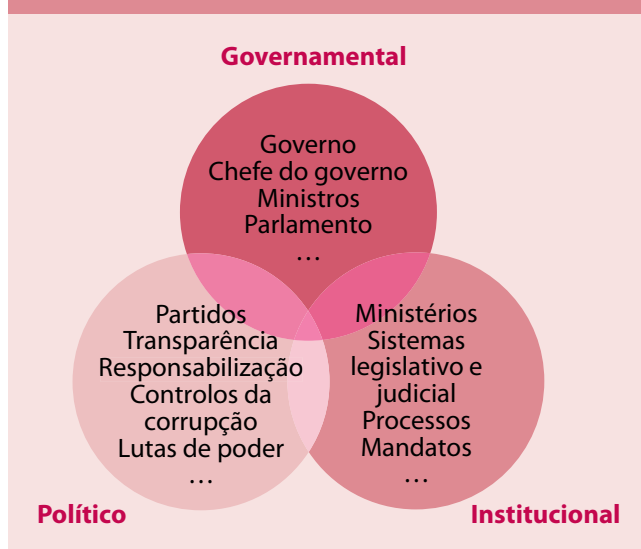 Governamental
Governo
Chefe do governo
Ministros
Parlamento
…
Partidos
Transparência
Responsabilização
Controlos da
corrupção
Lutas de poder
…
Ministérios
Sistemas
legislativo e
judicial
Processos
Mandatos
…
Político
Institucional